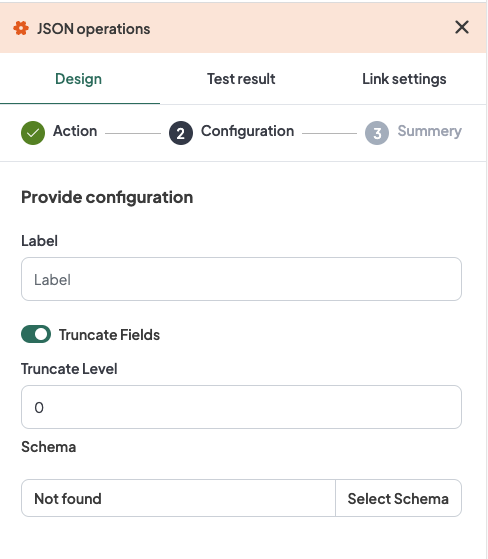 JSON operations
Design Test result Link settings
Action 2 Configuration 3 Summery
Provide configuration
Label
Label
Truncate Fields
Truncate Level
0
Schema
Not found Select Schema